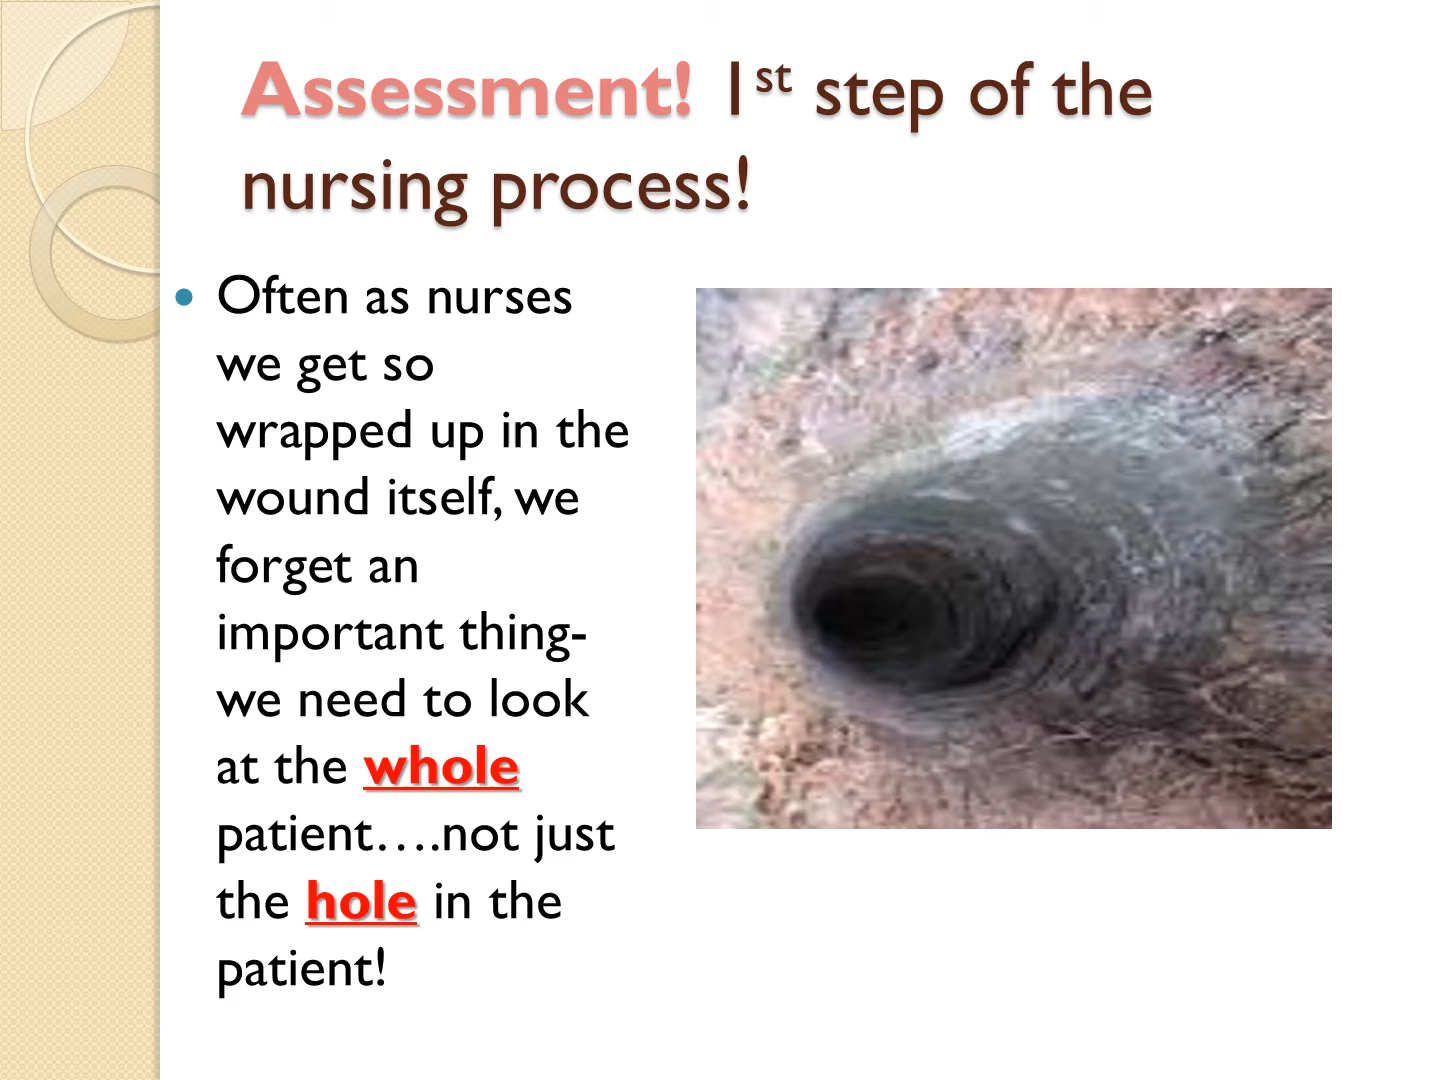 Assessment! 1st step of the
nursing process!
• Often as nurses
we get so
wrapped up in the
wound itself, we
forget an
important thing-
we need to look
at the whole
patient….not just
the hole in the
patient!